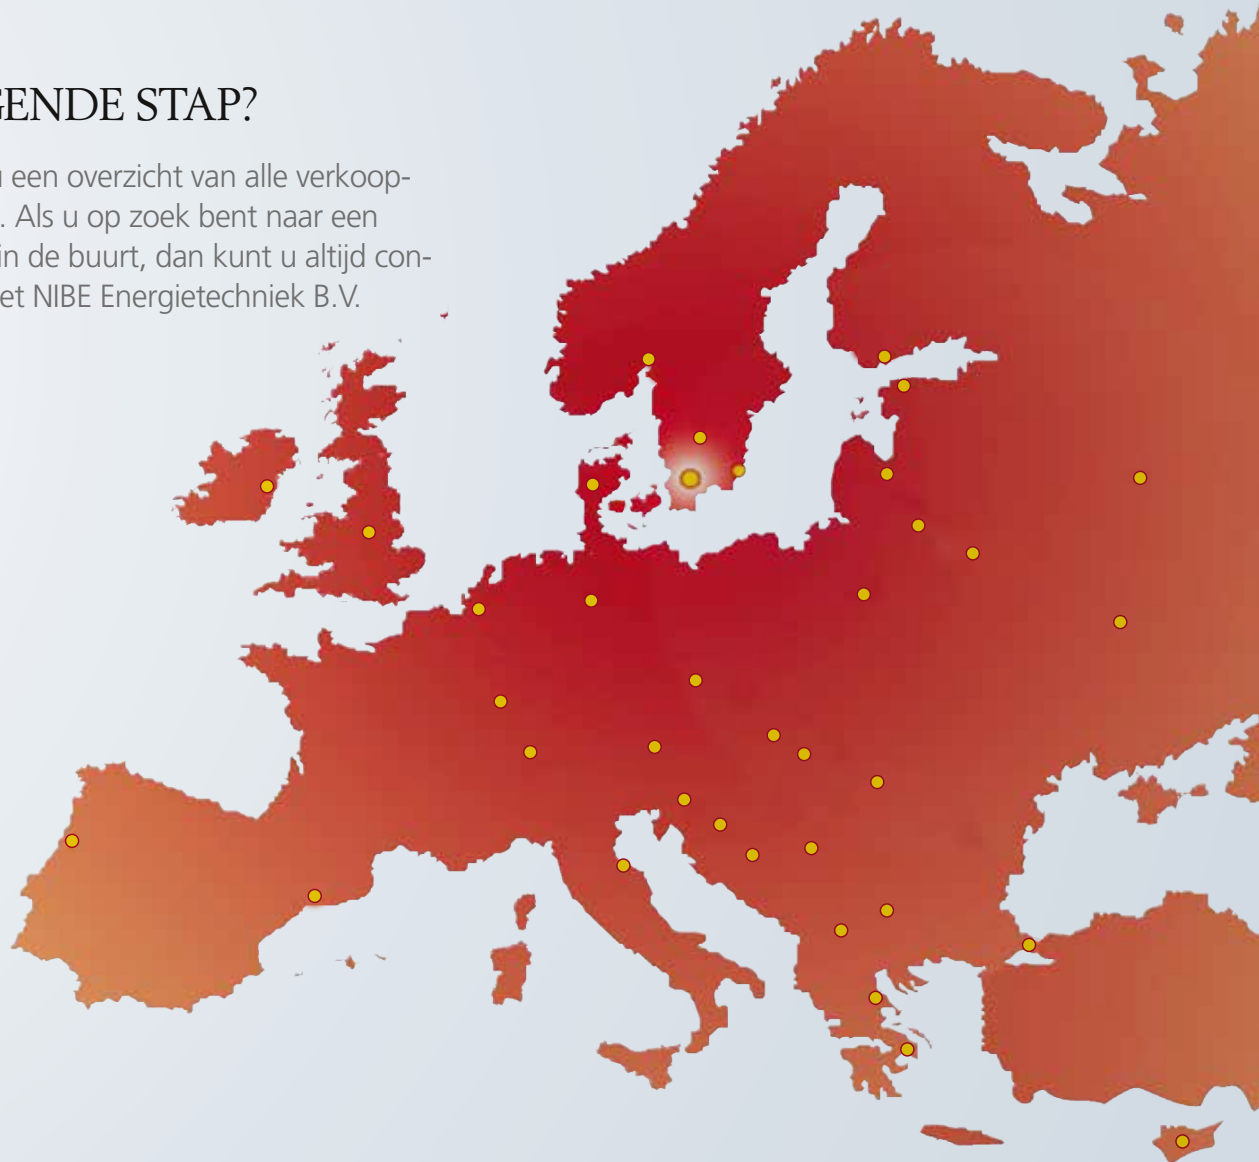 GENDE STAP?
u een overzicht van alle verkoop-
. Als u op zoek bent naar een
in de buurt, dan kunt u altijd con-
et NIBE Energietechniek B.V.